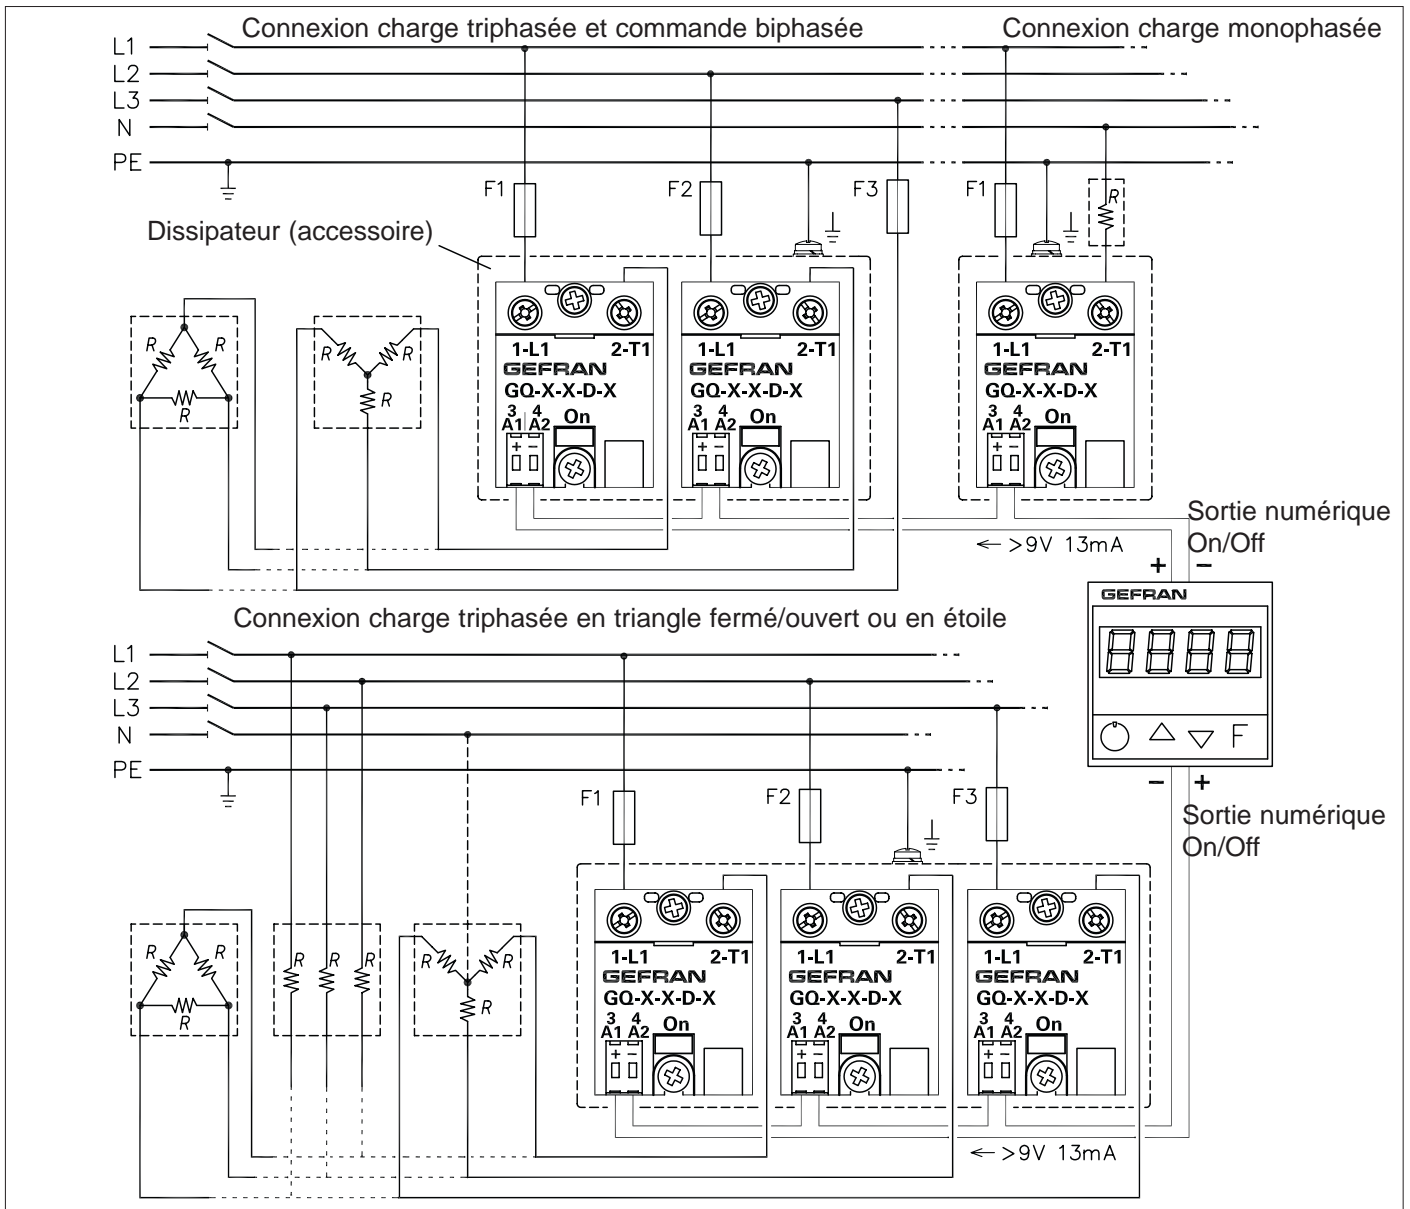 Connexion charge triphasée et commande biphasée
Connexion charge monophasée
L1
L2
L3
N
PE
F1
F2
F3
F1
R
Dissipateur (accessoire)
R
R
R
R
R
R
1-L1 2-T1
GEFRAN
GQ-X-X-D-X
3 4
A1 A2 On
+ −
1-L1 2-T1
GEFRAN
GQ-X-X-D-X
3 4
A1 A2 On
+ −
1-L1 2-T1
GEFRAN
GQ-X-X-D-X
3 4
A1 A2 On
+ −
Sortie numérique
On/Off
← >9V 13mA
+ −
GEFRAN
8888
F
− +
Sortie numérique
On/Off
Connexion charge triphasée en triangle fermé/ouvert ou en étoile
L1
L2
L3
N
PE
F1
F2
F3
R
R
R
R
R
R
R
R
R
1-L1 2-T1
GEFRAN
GQ-X-X-D-X
3 4
A1 A2 On
+ −
1-L1 2-T1
GEFRAN
GQ-X-X-D-X
3 4
A1 A2 On
+ −
1-L1 2-T1
GEFRAN
GQ-X-X-D-X
3 4
A1 A2 On
+ −
← >9V 13mA